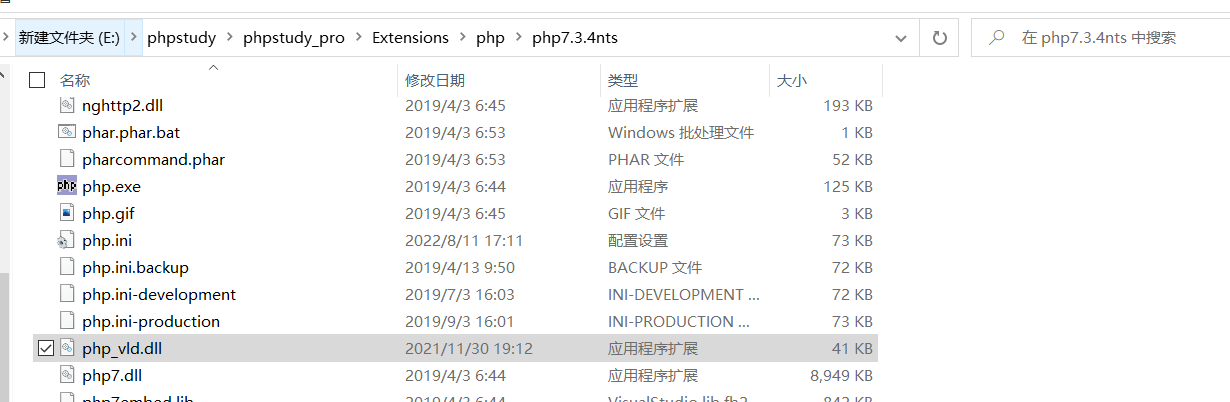 新建文件夹 (E:) > phpstudy > phpstudy_pro > Extensions > php > php7.3.4nts 在 php7.3.4nts 中搜索
名称 修改日期 类型 大小
nghttp2.dll 2019/4/3 6:45 应用程序扩展 193 KB
phar.phar.bat 2019/4/3 6:53 Windows 批处理文件 1 KB
pharcommand.phar 2019/4/3 6:53 PHAR 文件 52 KB
php.exe 2019/4/3 6:44 应用程序 125 KB
php.gif 2019/4/3 6:45 GIF 文件 3 KB
php.ini 2022/8/11 17:11 配置设置 73 KB
php.ini.backup 2019/4/13 9:50 BACKUP 文件 72 KB
php.ini-development 2019/7/3 16:03 INI-DEVELOPMENT ... 72 KB
php.ini-production 2019/9/3 16:01 INI-PRODUCTION ... 73 KB
php_vld.dll 2021/11/30 19:12 应用程序扩展 41 KB
php7.dll 2019/4/3 6:44 应用程序扩展 8,949 KB
php7embed.lib 2019/4/3 6:44 VisualStudio.lib.fb2... 842 KB